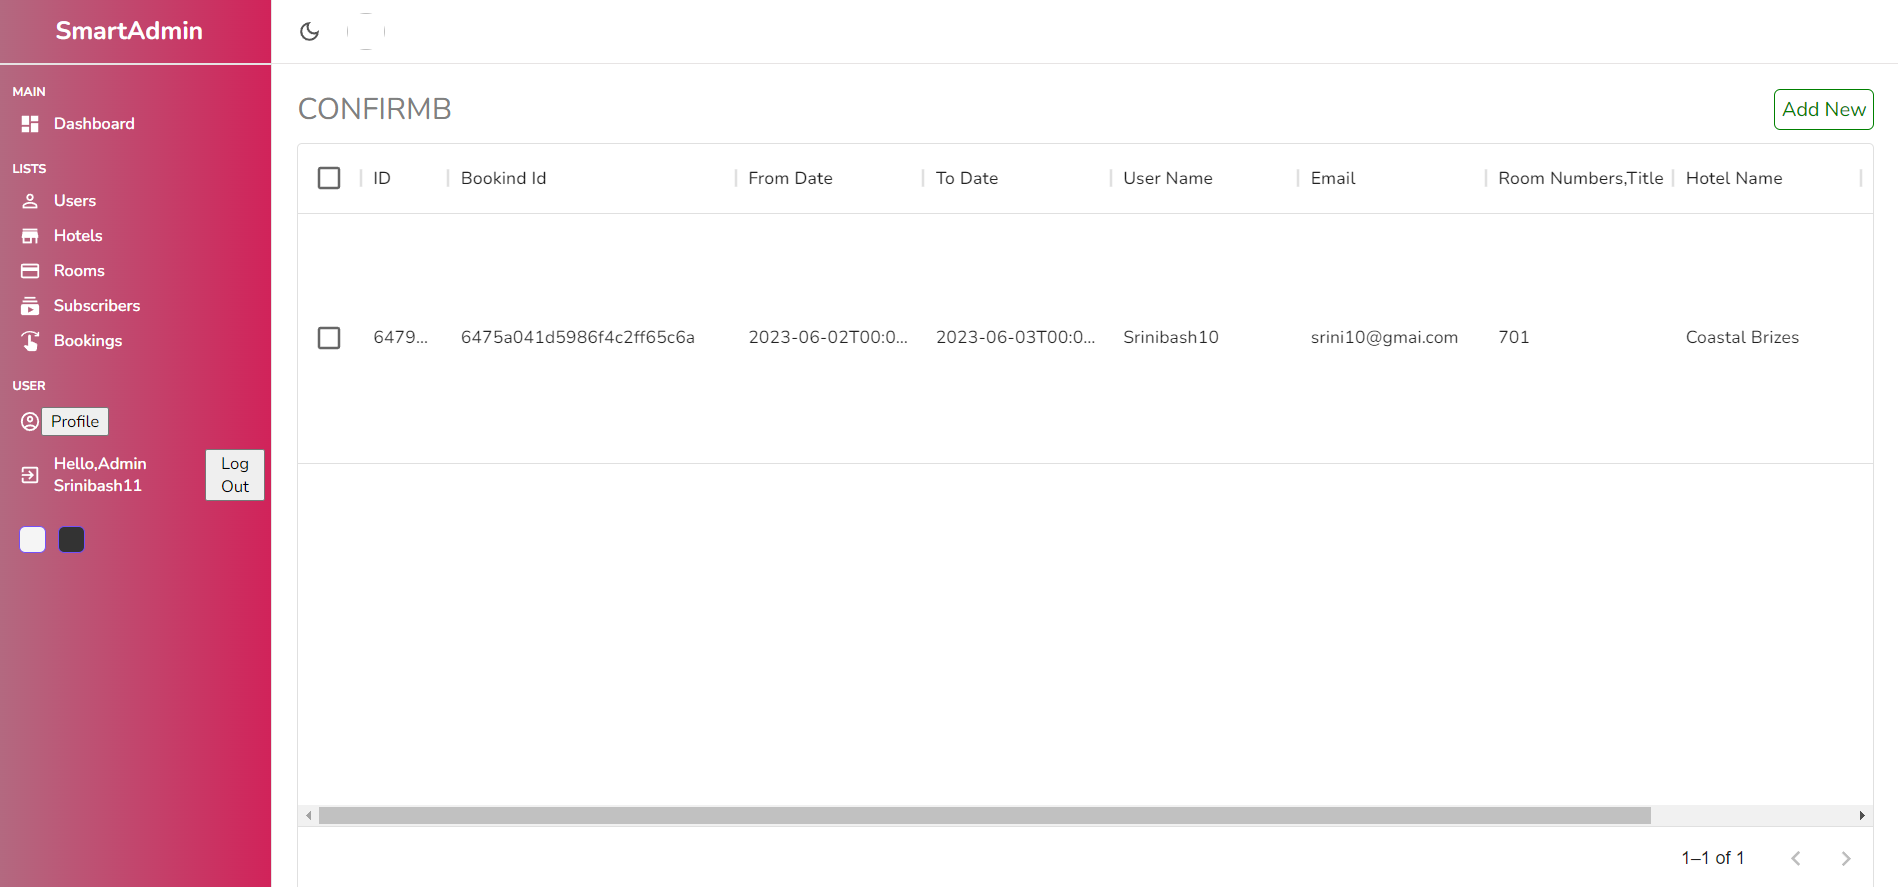 SmartAdmin
MAIN
Dashboard
LISTS
Users
Hotels
Rooms
Subscribers
Bookings
USER
Profile
Hello,Admin
Srinibash11
Log
Out
CONFIRMB
Add New
ID Bookind Id From Date To Date User Name Email Room Numbers,Title Hotel Name
6479... 6475a041d5986f4c2ff65c6a 2023-06-02T00:0... 2023-06-03T00:0... Srinibash10 srini10@gmai.com 701 Coastal Brizes
1–1 of 1